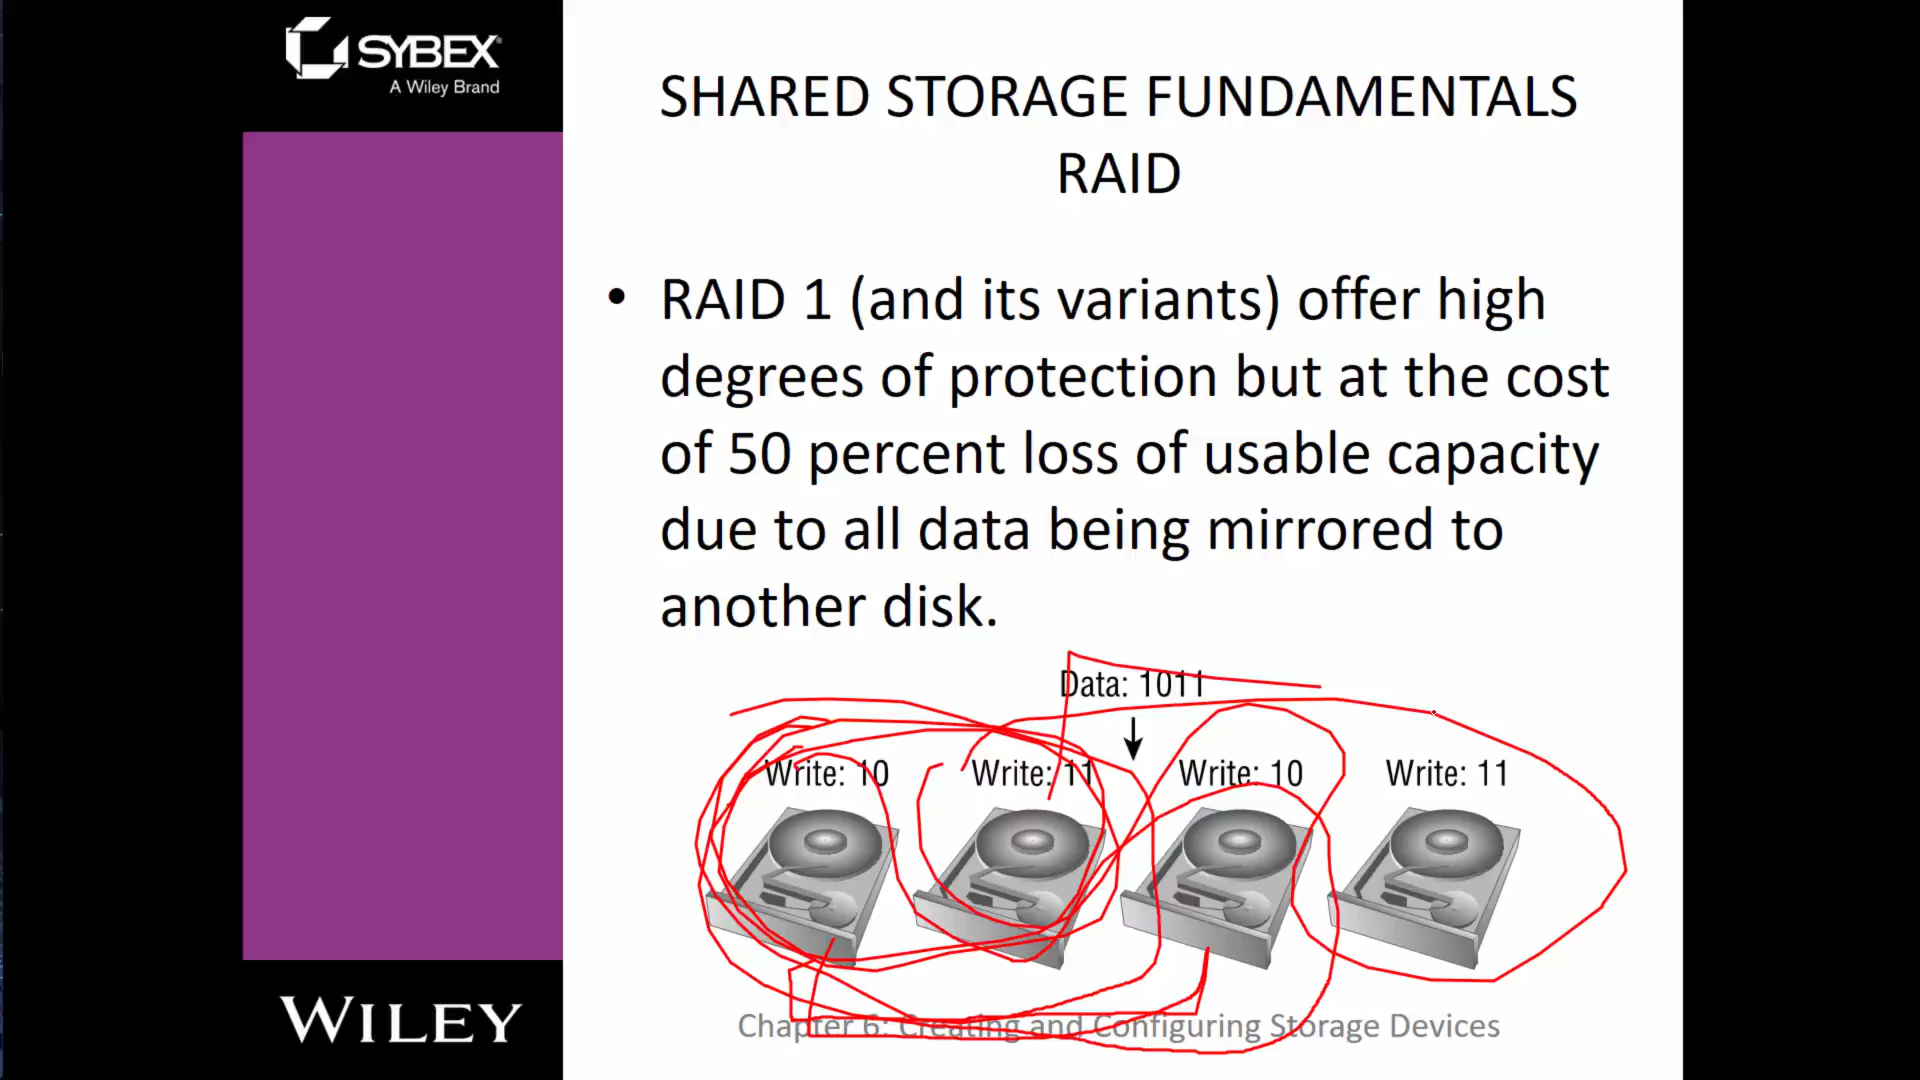 SYBEX®
A Wiley Brand
SHARED STORAGE FUNDAMENTALS
RAID
• RAID 1 (and its variants) offer high
degrees of protection but at the cost
of 50 percent loss of usable capacity
due to all data being mirrored to
another disk.
Data: 1011
Write: 10 Write: 11 Write: 10 Write: 11
Chapter 6: Creating and Configuring Storage Devices
WILEY